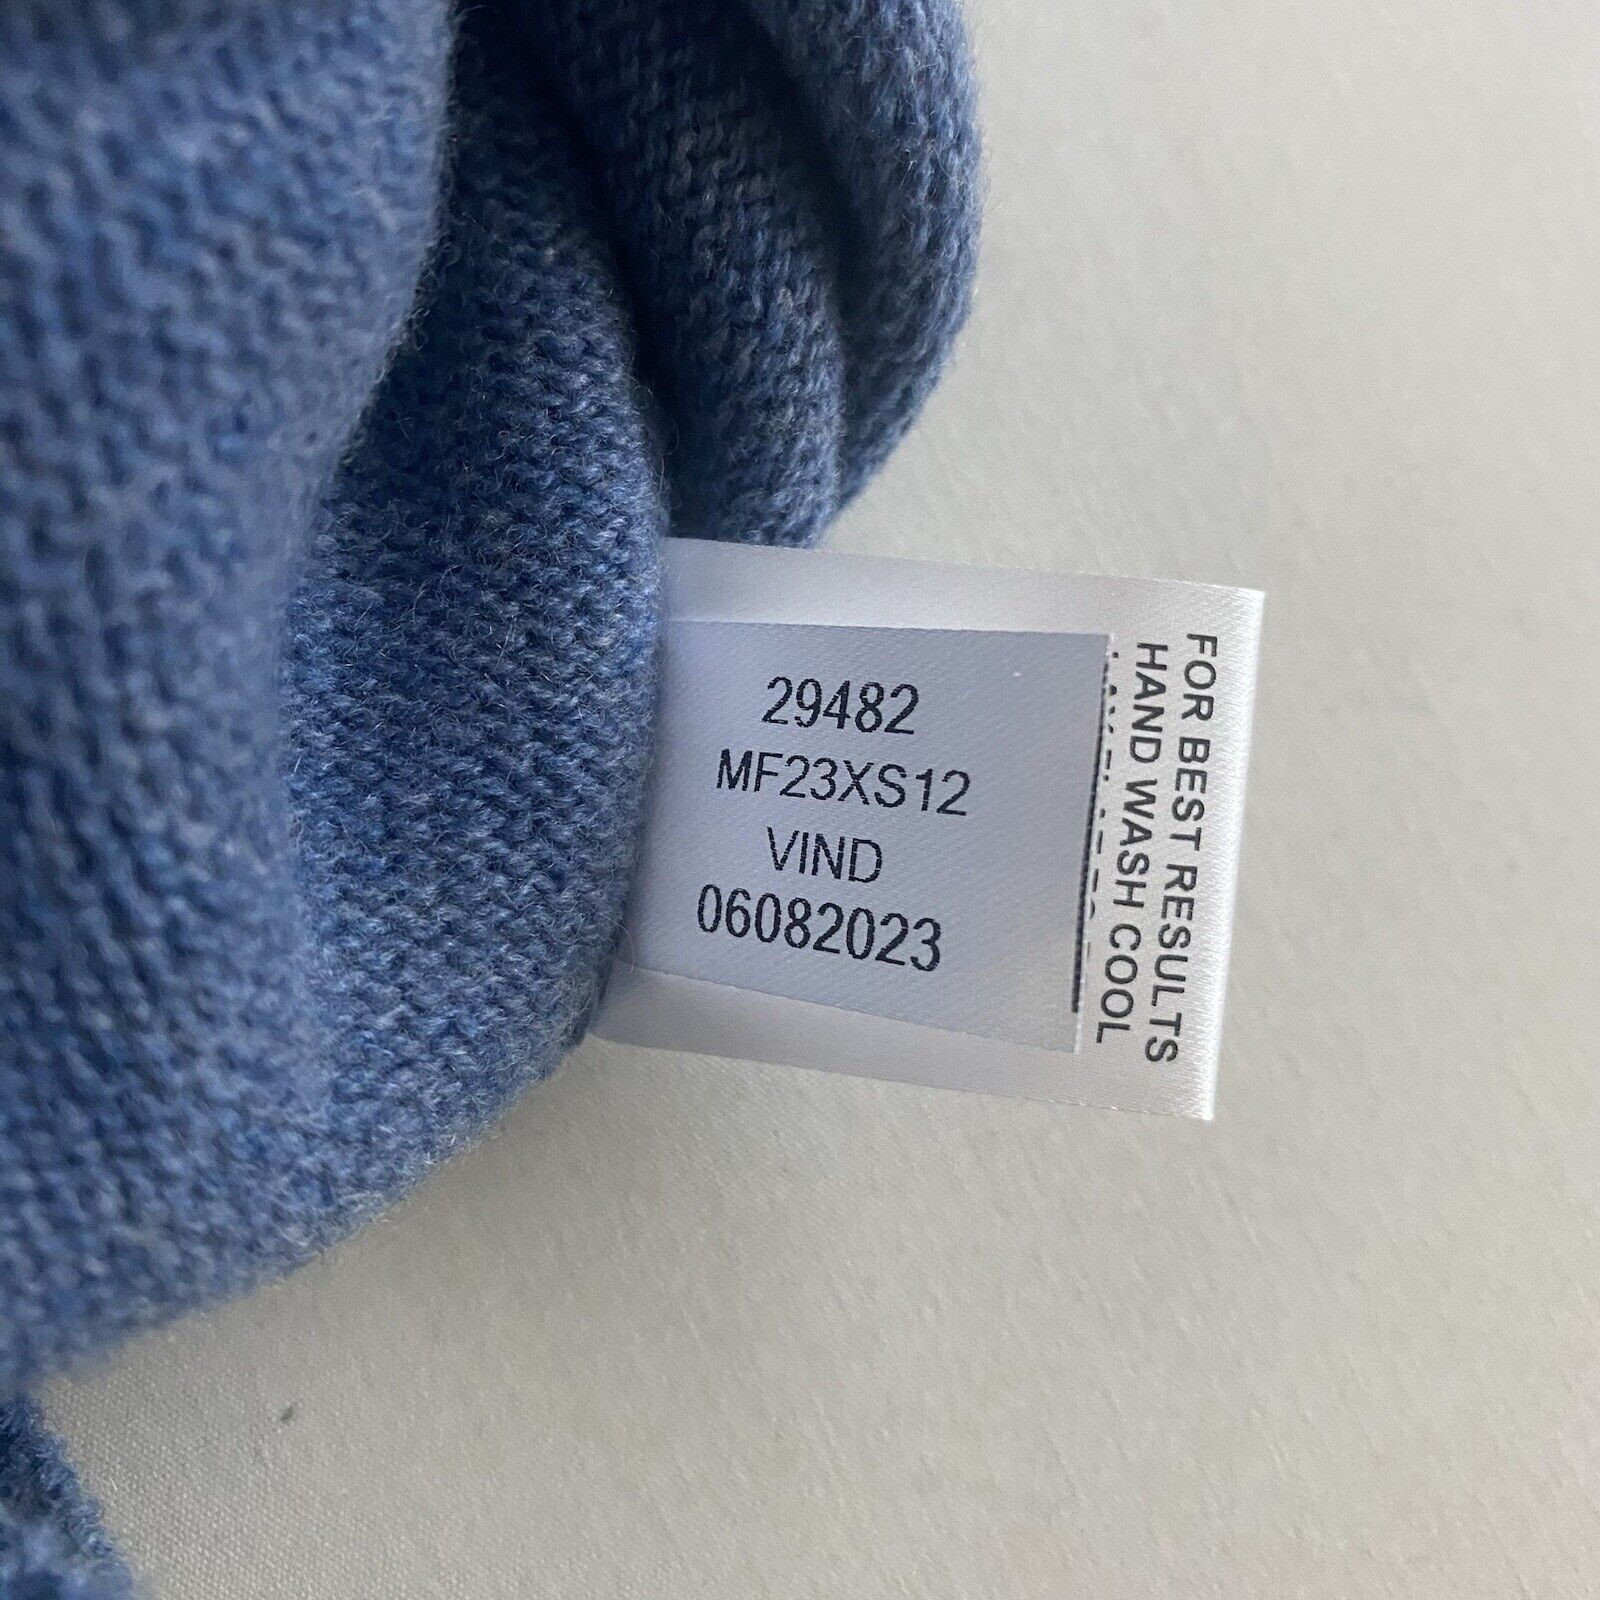 29482
MF23XS12
VIND
06082023
FOR BEST RESULTS
HAND WASH COOL